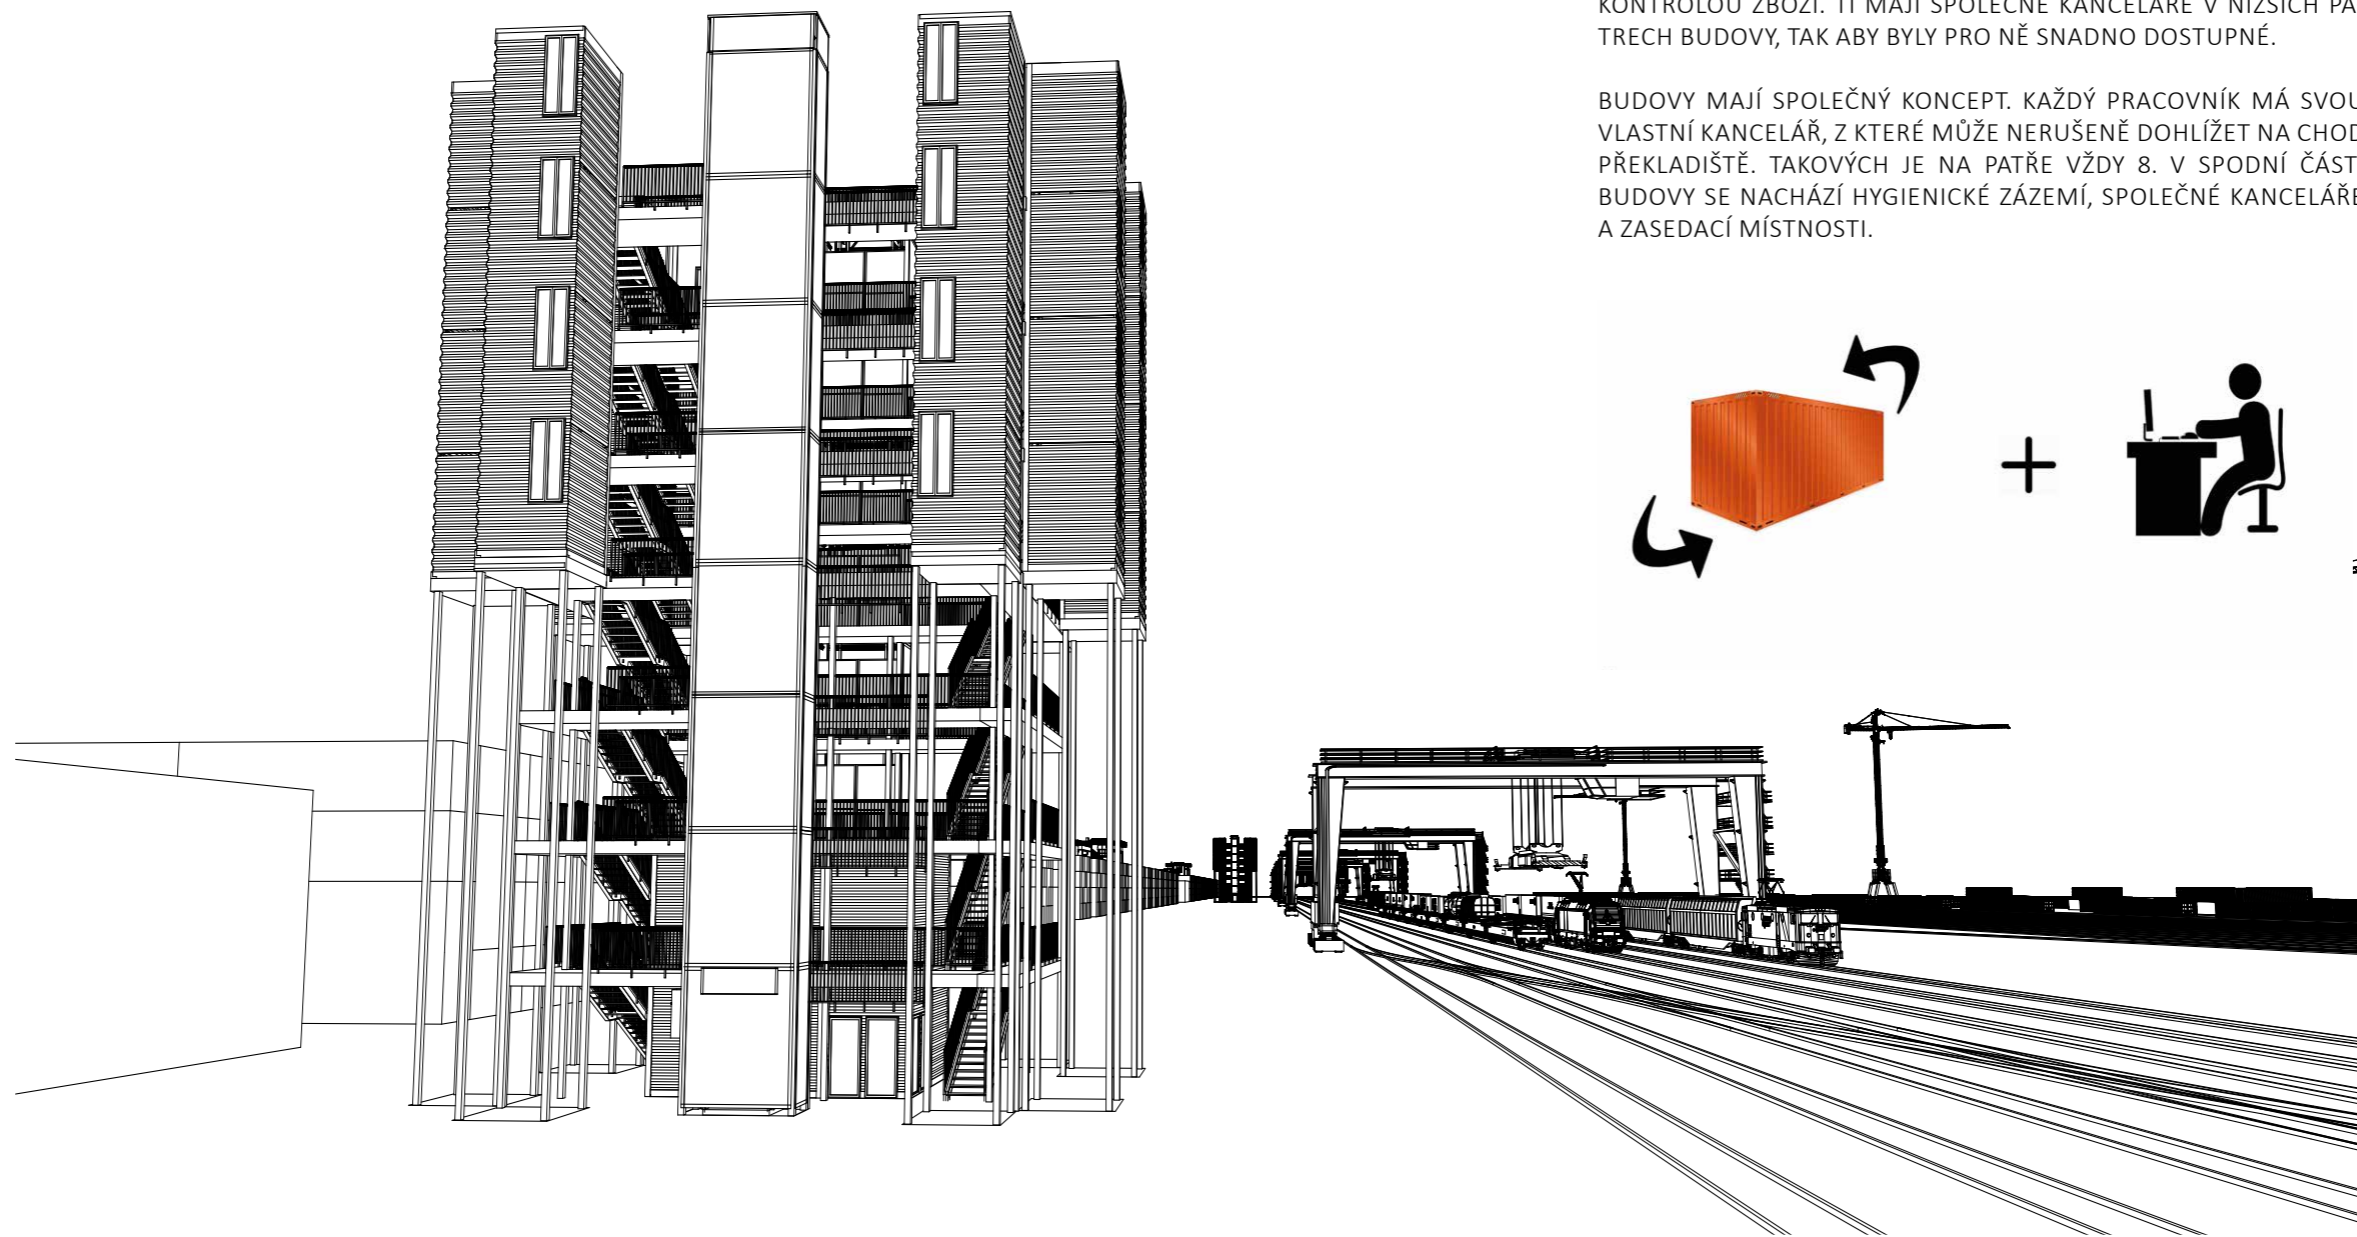 KONTROLOU ZBOŽÍ. TI MAJÍ SPOLEČNÉ KANCELÁŘE V NIŽŠÍCH PA
TRECH BUDOVY, TAK ABY BYLY PRO NĚ SNADNO DOSTUPNÉ.
BUDOVY MAJÍ SPOLEČNÝ KONCEPT. KAŽDÝ PRACOVNÍK MÁ SVOU
VLASTNÍ KANCELÁŘ, Z KTERÉ MŮŽE NERUŠENĚ DOHLÍŽET NA CHOD
PŘEKLADIŠTĚ. TAKOVÝCH JE NA PATŘE VŽDY 8. V SPODNÍ ČÁST
BUDOVY SE NACHÁZÍ HYGIENICKÉ ZÁZEMÍ, SPOLEČNÉ KANCELÁŘE
A ZASEDACÍ MÍSTNOSTI.